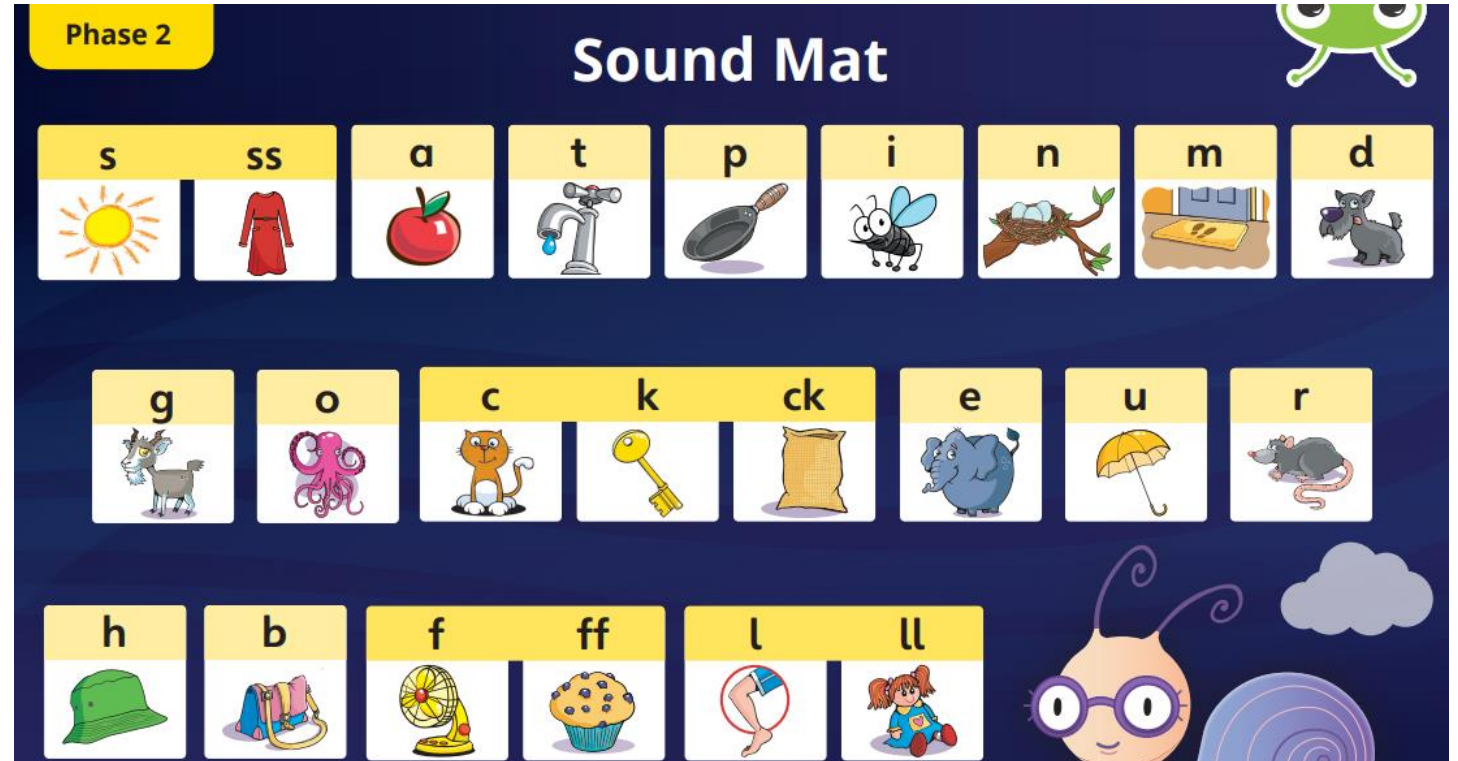 Phase 2
Sound Mat
s ss a t p i n m d
g o c k ck e u r
h b f ff l ll